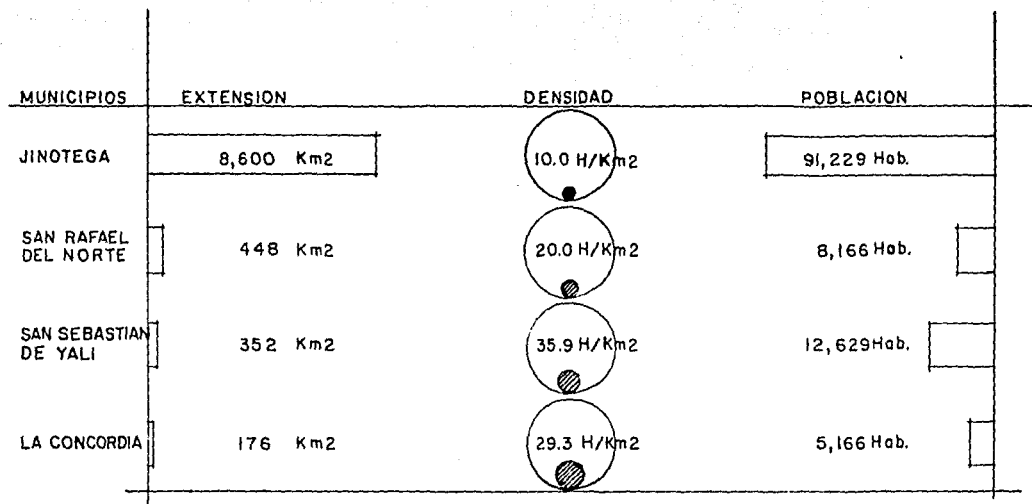 MUNICIPIOS EXTENSION DENSIDAD POBLACION
JINOTEGA 8,600 Km2 10.0 H/Km2 91,229 Hab.
SAN RAFAEL
DEL NORTE 448 Km2 20.0 H/Km2 8,166 Hab.
SAN SEBASTIAN
DE YALI 352 Km2 35.9 H/Km2 12,629 Hab.
LA CONCORDIA 176 Km2 29.3 H/Km2 5,166 Hab.